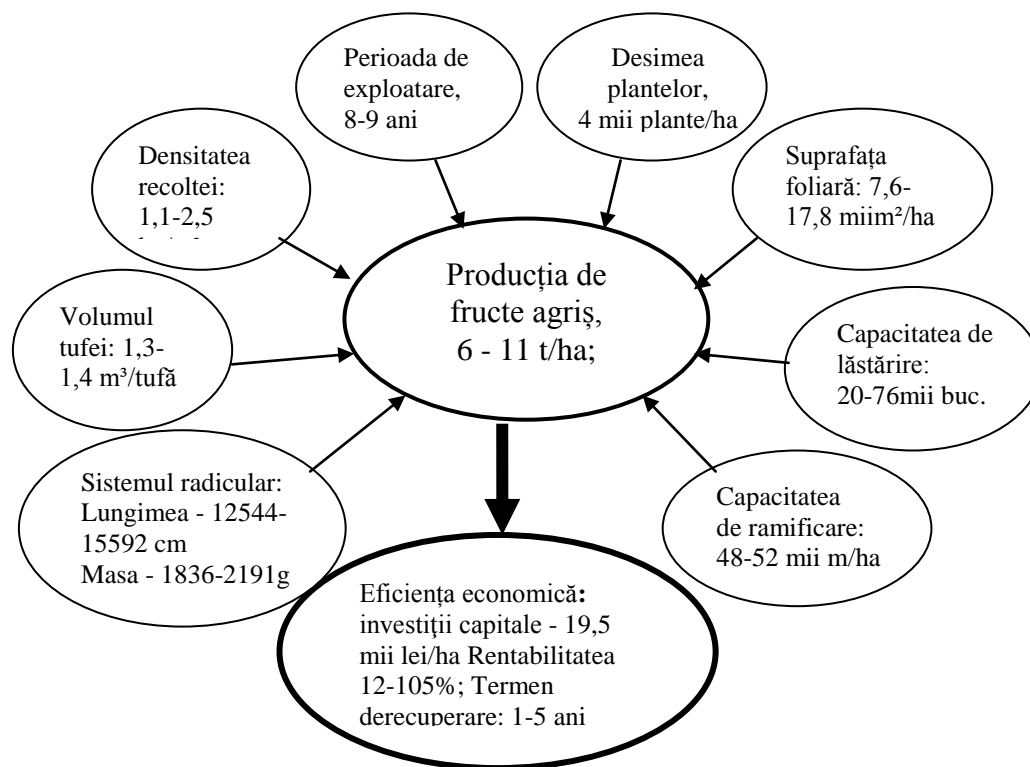 Perioada de
exploatare,
8-9 ani
Desimea
plantelor,
4 mii plante/ha
Densitatea
recoltei:
1,1-2,5
Suprafața
foliară: 7,6-
17,8 miim²/ha
Producția de
fructe agriș,
6 - 11 t/ha;
Volumul
tufei: 1,3-
1,4 m³/tufă
Capacitatea de
lăstărire:
20-76mii buc.
Sistemul radicular:
Lungimea - 12544-
15592 cm
Masa - 1836-2191g
Capacitatea
de ramificare:
48-52 mii m/ha
Eficiența economică:
investiţii capitale - 19,5
mii lei/ha Rentabilitatea
12-105%; Termen
derecuperare: 1-5 ani